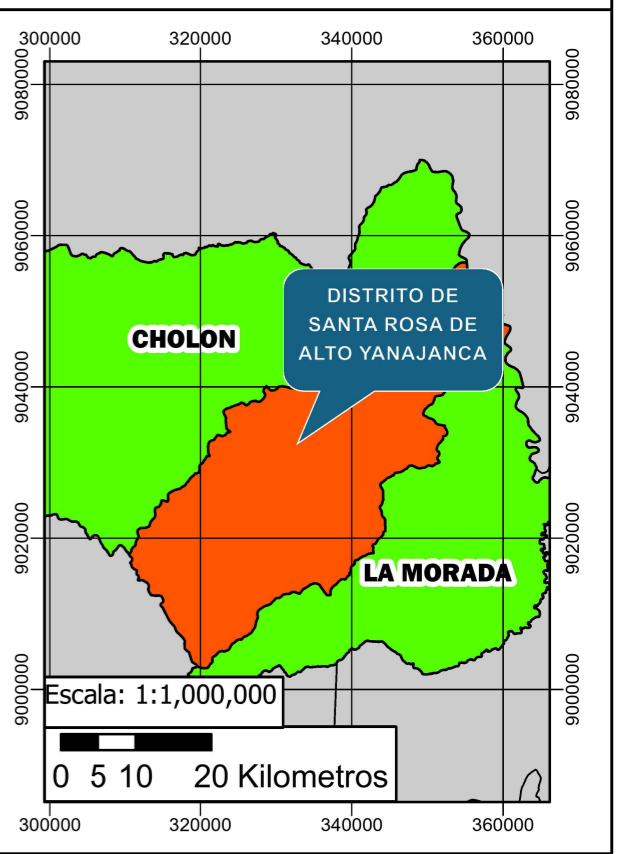 300000 320000 340000 360000
9080000 9080000
9060000 9060000
DISTRITO DE
SANTA ROSA DE
ALTO YANAJANCA
CHOLON
9040000 9040000
9020000 9020000
LA MORADA
9000000 9000000
Escala: 1:1,000,000
0 5 10 20 Kilometros
300000 320000 340000 360000